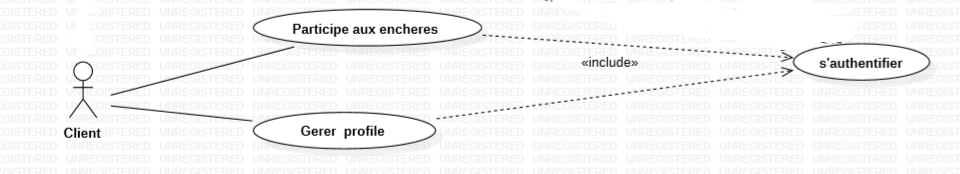 Participe aux encheres
«include»
s'authentifier
Client
Gerer profile